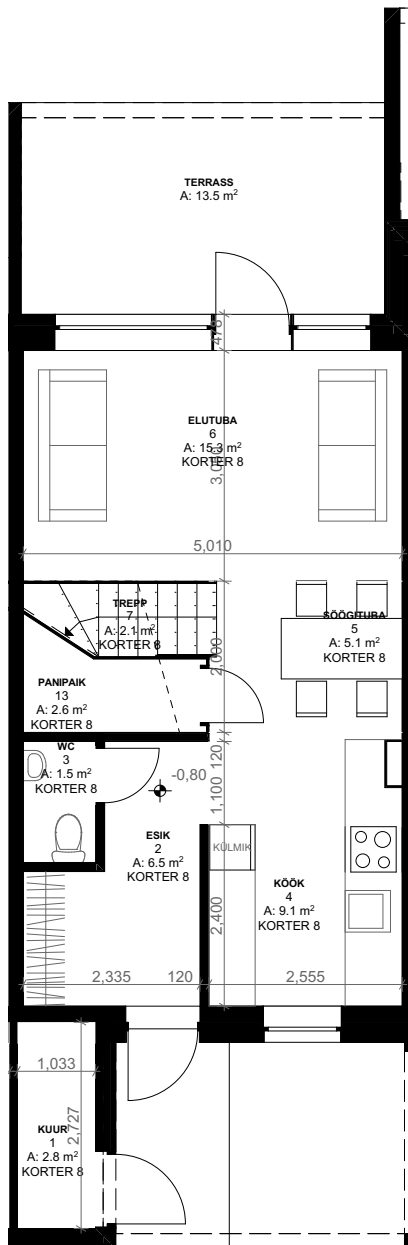 TERRASS
A: 13.5 m²
478
ELUTUBA
6
A: 15.3 m²
KORTER 8
5,010
TREPP
7
A: 2.1 m²
KORTER 8
2,000
SÖÖGITUBA
5
A: 5.1 m²
KORTER 8
PANIPAIK
13
A: 2.6 m²
KORTER 8
WC
3
A: 1.5 m²
KORTER 8
120
-0,80
1,100
ESIK
2
A: 6.5 m²
KORTER 8
KÜLMIK
KÖÖK
4
A: 9.1 m²
KORTER 8
2,400
2,335
120
2,555
1,033
2,727
KUUR
1
A: 2.8 m²
KORTER 8